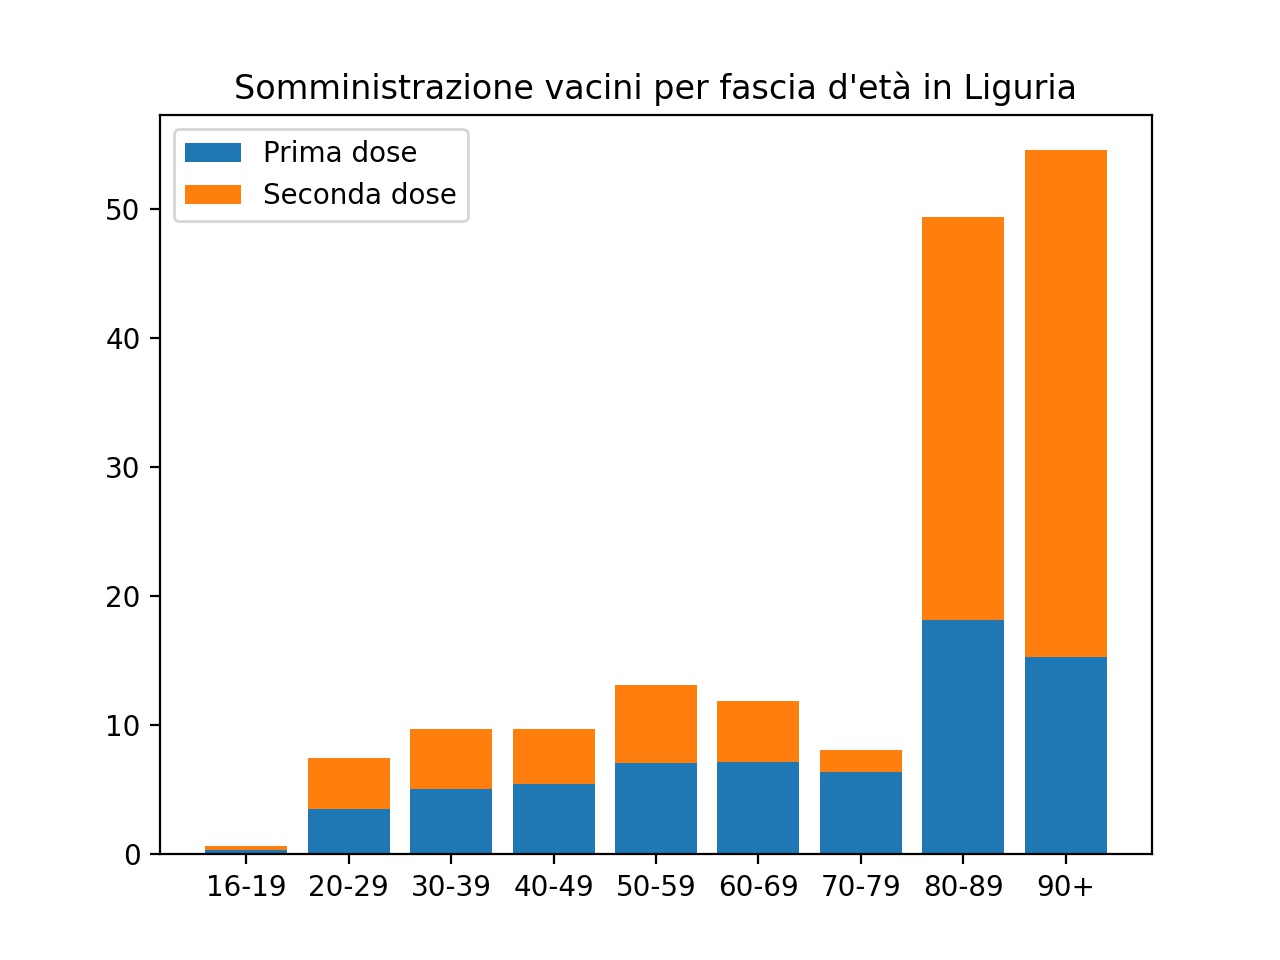 Somministrazione vacini per fascia d'età in Liguria
Prima dose
Seconda dose
50
40
30
20
10
0
16-19 20-29 30-39 40-49 50-59 60-69 70-79 80-89 90+